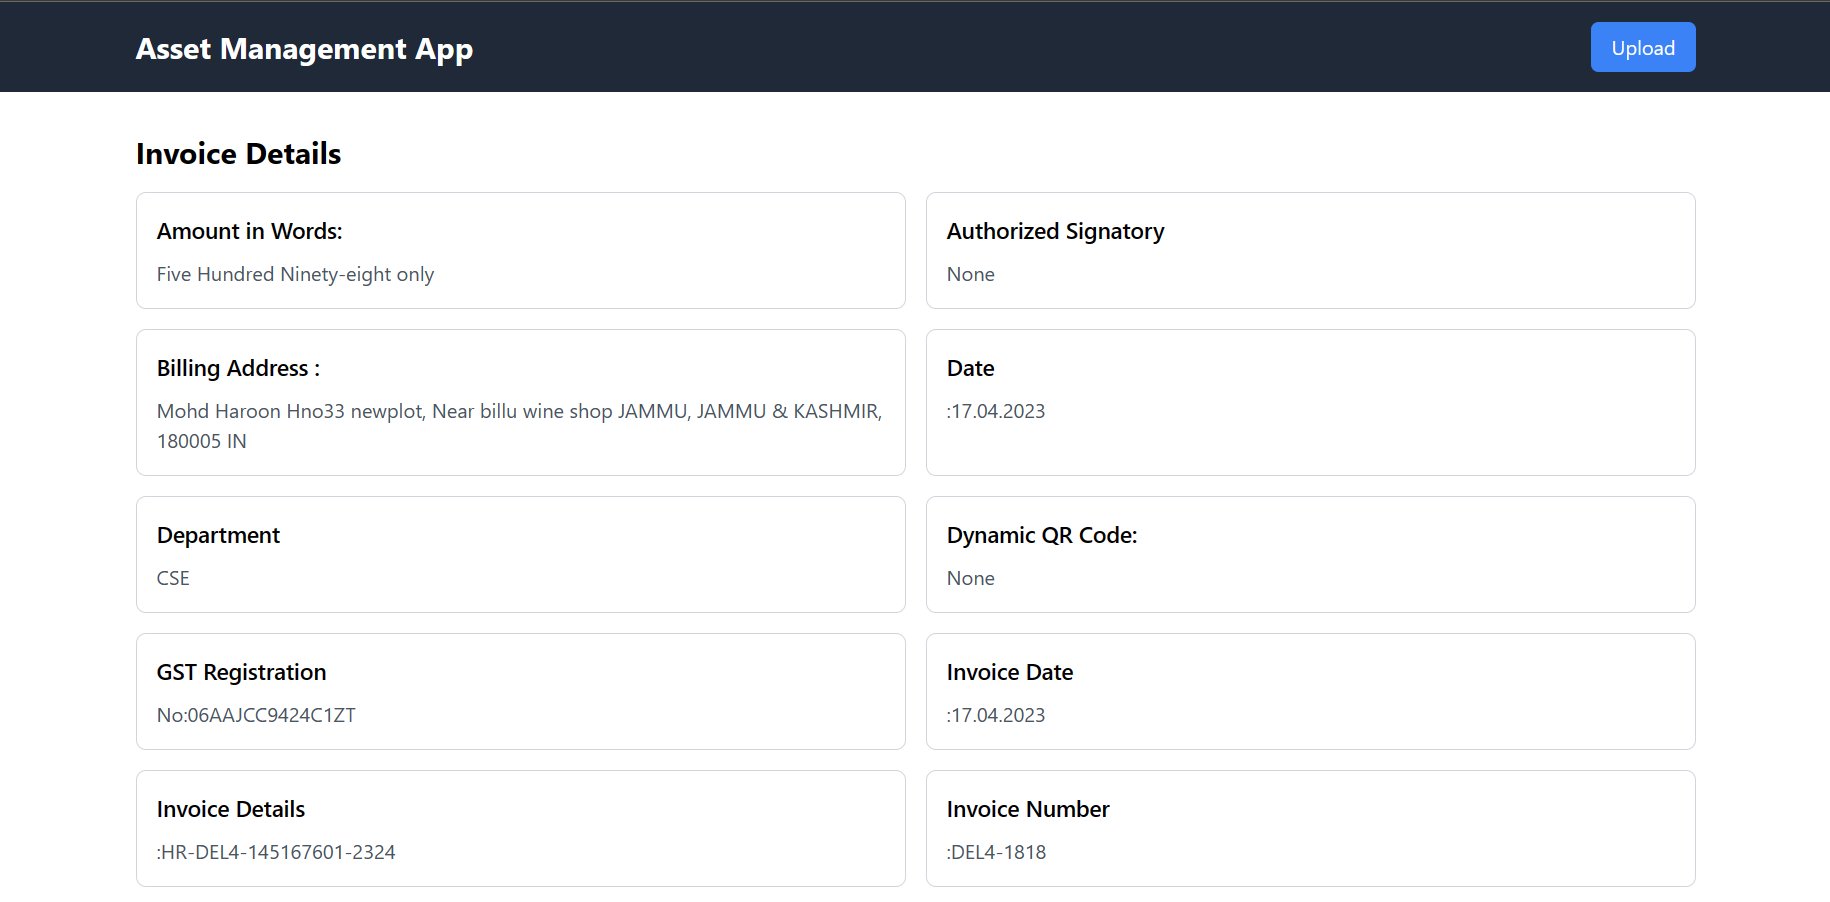 Asset Management App
Upload
Invoice Details
Amount in Words:
Five Hundred Ninety-eight only
Authorized Signatory
None
Billing Address :
Mohd Haroon Hno33 newplot, Near billu wine shop JAMMU, JAMMU & KASHMIR,
180005 IN
Date
:17.04.2023
Department
CSE
Dynamic QR Code:
None
GST Registration
No:06AAJCC9424C1ZT
Invoice Date
:17.04.2023
Invoice Details
:HR-DEL4-145167601-2324
Invoice Number
:DEL4-1818